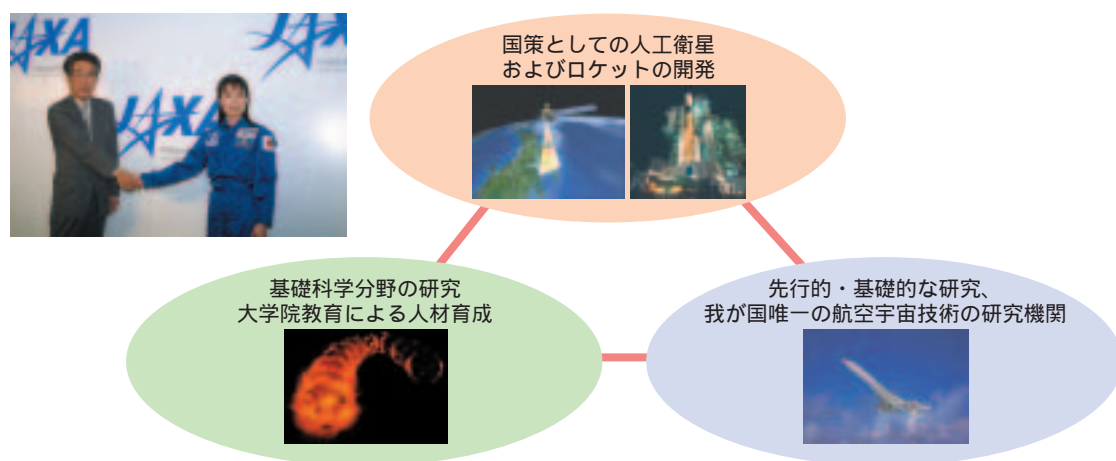 JAXA
JAXA
JAXA
国策としての人工衛星
およびロケットの開発
基礎科学分野の研究
大学院教育による人材育成
先行的・基礎的な研究、
我が国唯一の航空宇宙技術の研究機関